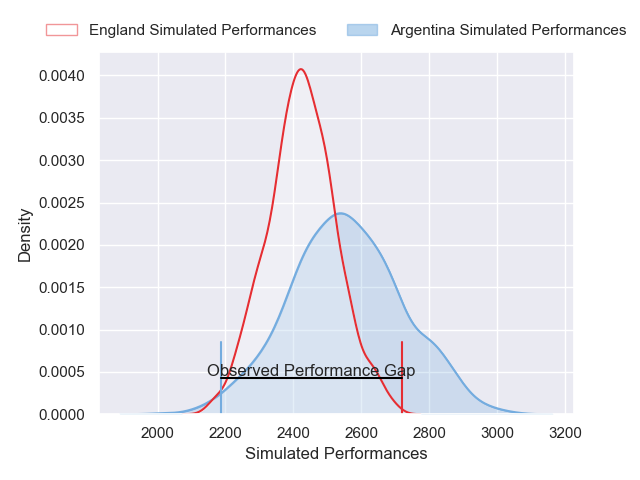 England Simulated Performances
Argentina Simulated Performances
0.0040
0.0035
0.0030
0.0025
0.0020
0.0015
0.0010
0.0005
0.0000
Density
Observed Performance Gap
2000 2200 2400 2600 2800 3000 3200
Simulated Performances